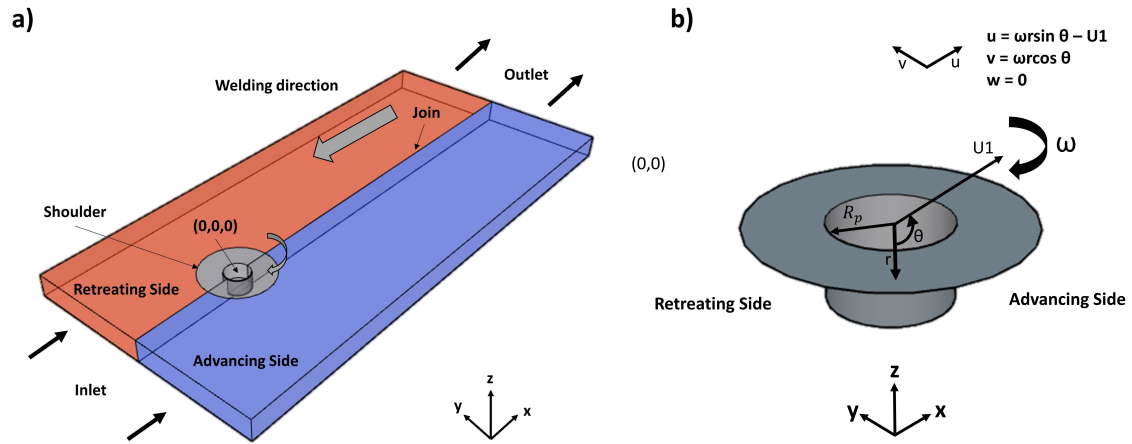 a)
Welding direction
Outlet
Join
Shoulder
(0,0,0)
Retreating Side
Advancing Side
Inlet
z
y
x
b)
u = ωrsin θ – U1
v = ωrcos θ
w = 0
v
u
(0,0)
U1
ω
R_p
θ
r
Retreating Side
Advancing Side
z
y
x